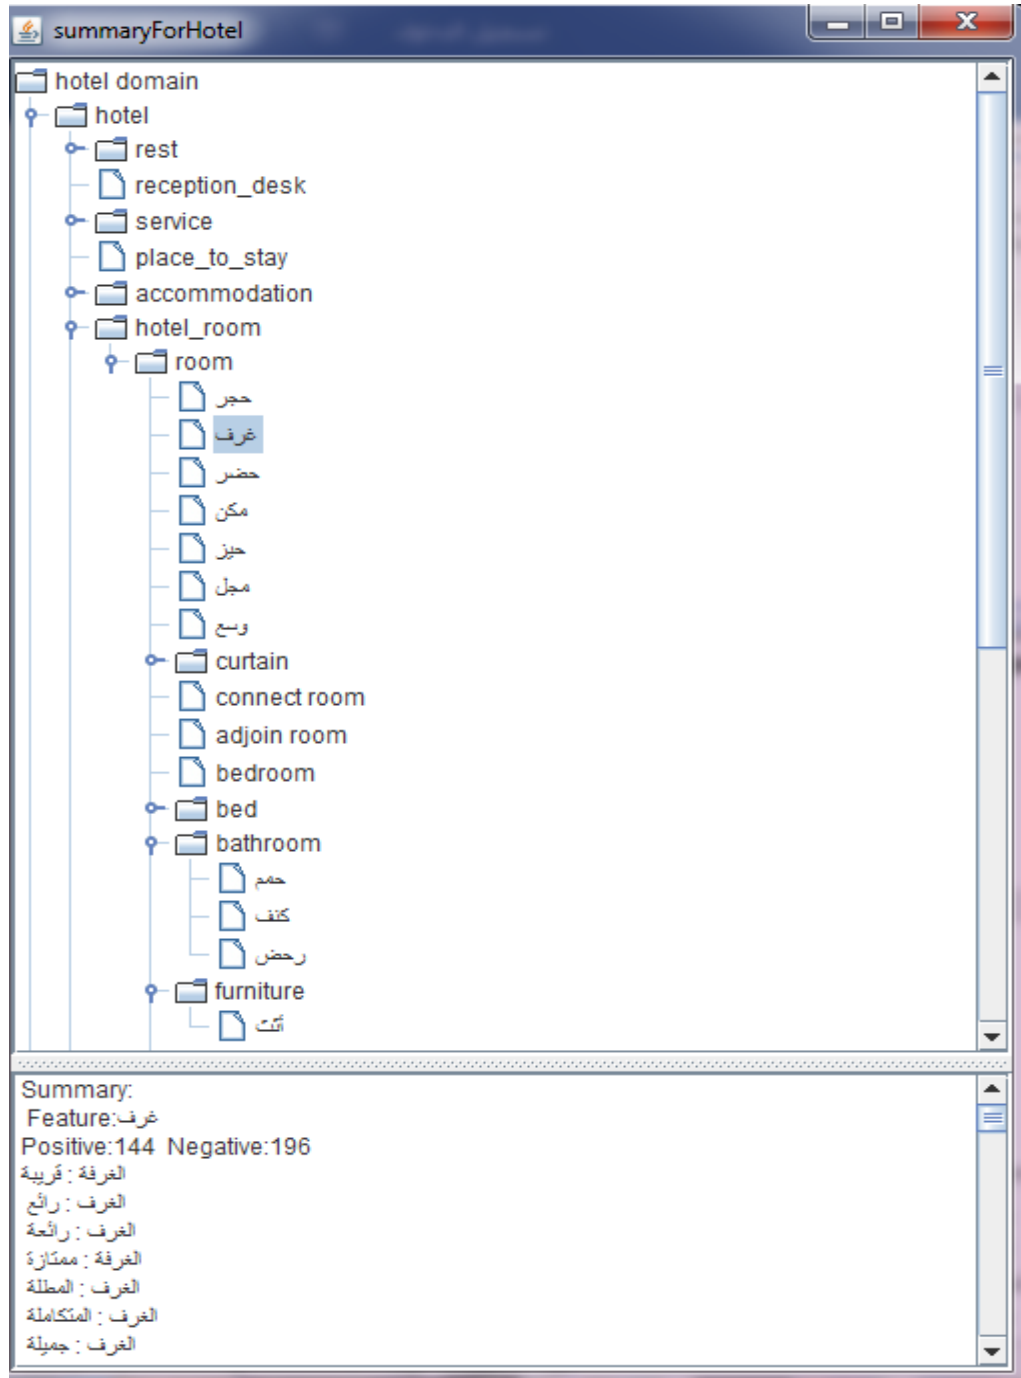 summaryForHotel
hotel domain
hotel
rest
reception_desk
service
place_to_stay
accommodation
hotel_room
room
حجر
غرف
حضر
مكن
حيز
مجل
وسع
curtain
connect room
adjoin room
bedroom
bed
bathroom
حمم
كنف
رحض
furniture
أثث
Summary:
Feature:غرف
Positive:144 Negative:196
الغرفة : قريبة
الغرف : رائع
الغرف : رائعة
الغرفة : ممتازة
الغرف : المطلة
الغرف : المتكاملة
الغرف : جميلة